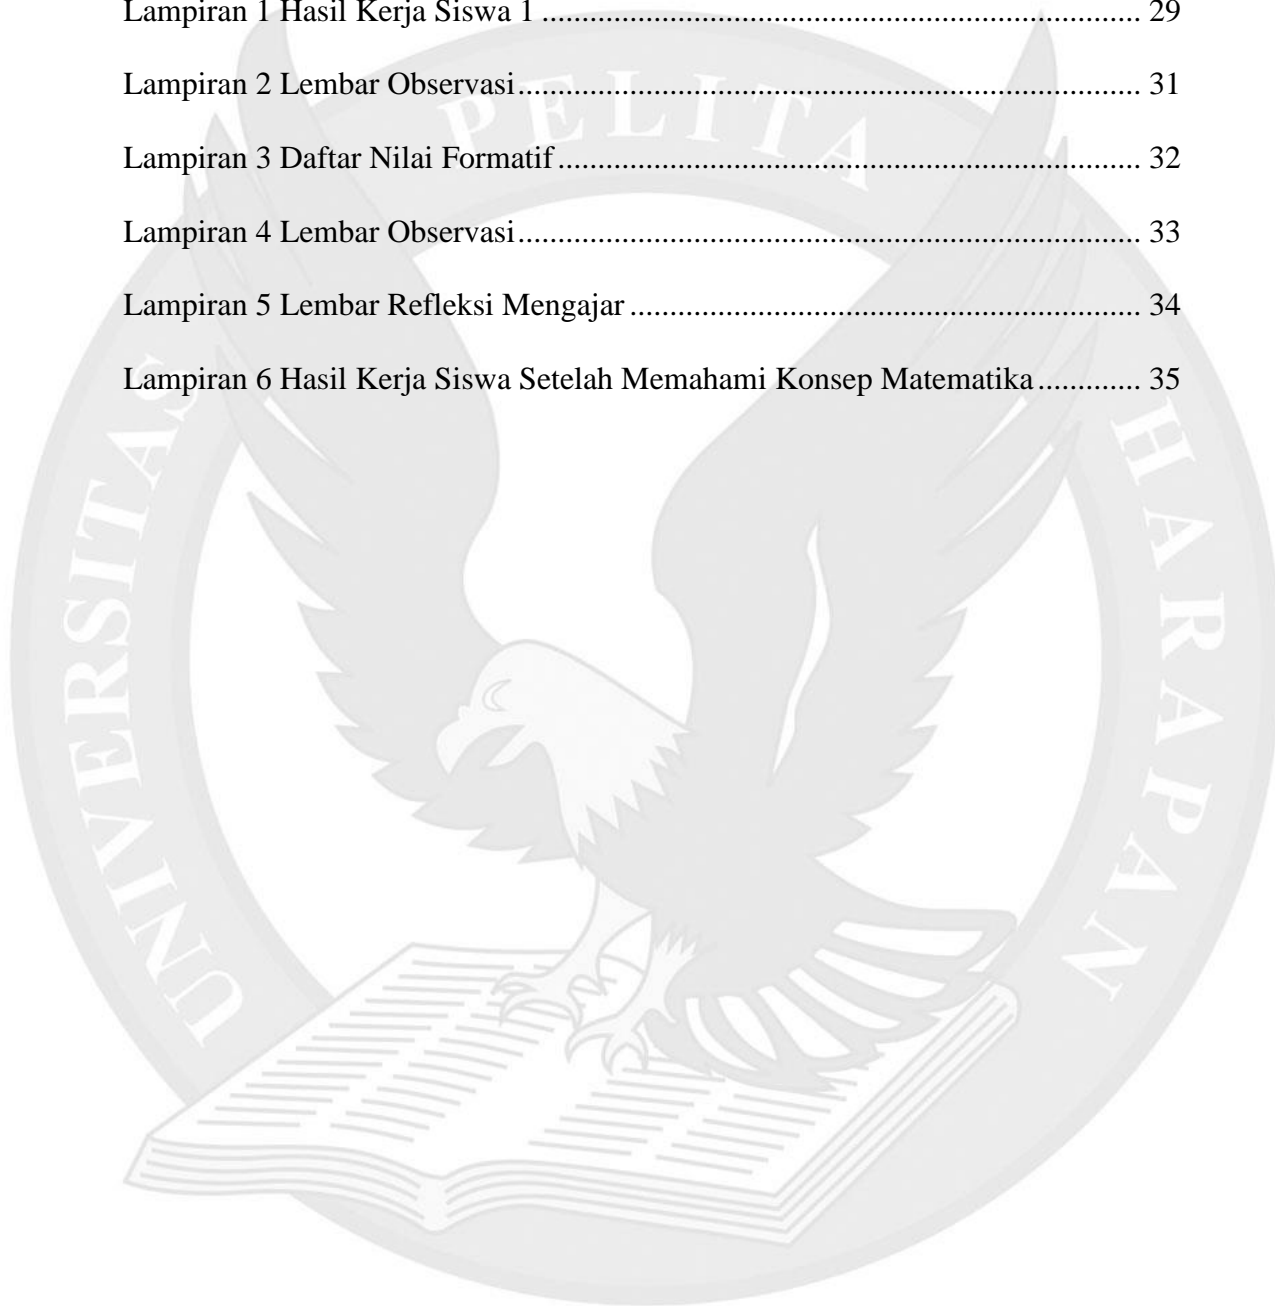 Lampiran 1 Hasil Kerja Siswa 1 ........................................................................... 29
Lampiran 2 Lembar Observasi.............................................................................. 31
Lampiran 3 Daftar Nilai Formatif ......................................................................... 32
Lampiran 4 Lembar Observasi.............................................................................. 33
Lampiran 5 Lembar Refleksi Mengajar ................................................................ 34
Lampiran 6 Hasil Kerja Siswa Setelah Memahami Konsep Matematika ............. 35
UNIVERSITAS PELITA HARAPAN